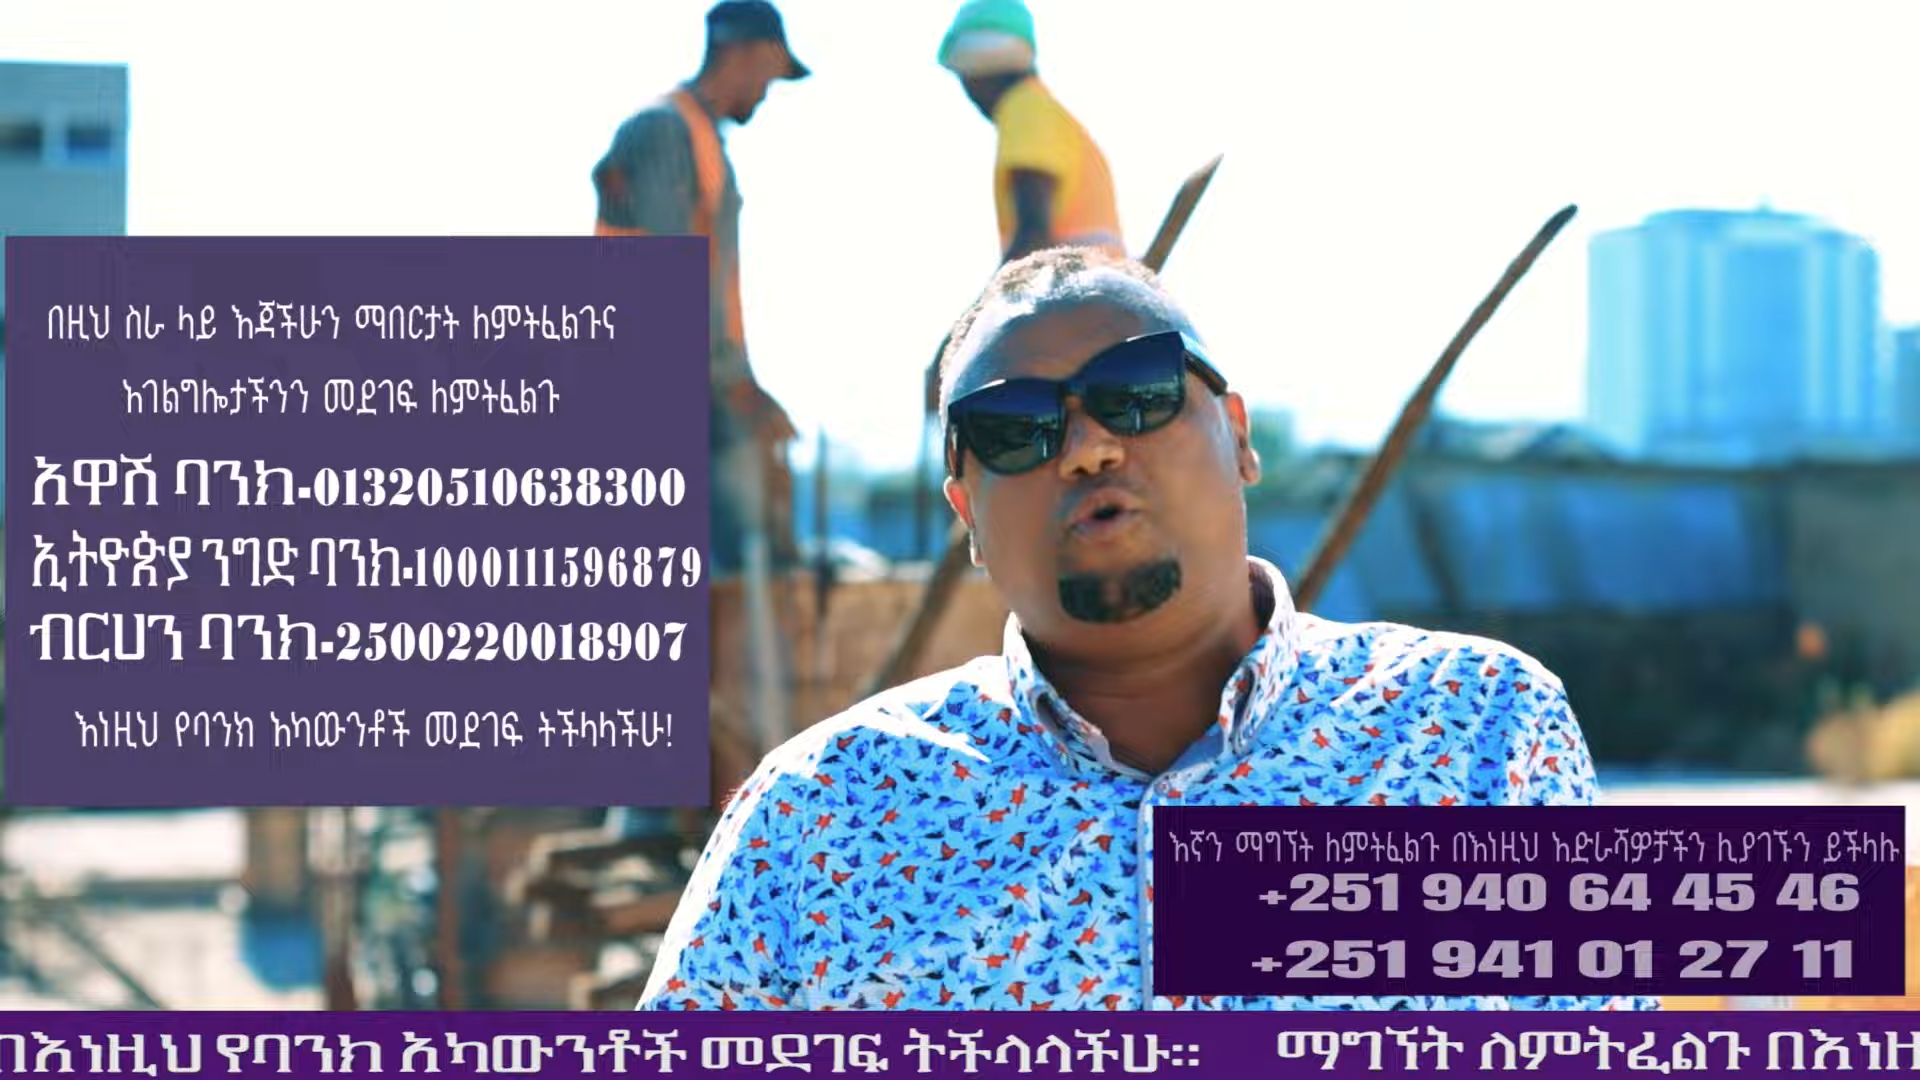 በዚህ ስራ ላይ እጃችሁን ማበርታት ለምትፈልጉና
አገልግሎታችንን መደገፍ ለምትፈልጉ
አዋሽ ባንክ.01320510638300
ኢትዮጵያ ንግድ ባንክ.1000111596879
ብርሀን ባንክ.2500220018907
እነዚህ የባንክ አካውንቶች መደገፍ ትችላላችሁ!
እኛን ማግኘት ለምትፈልጉ በእነዚህ አድራሻዎቻችን ሊያገኙን ይችላሉ
+251 940 64 45 46
+251 941 01 27 11
በእነዚህ የባንክ አካውንቶች መደገፍ ትችላላችሁ። ማግኘት ለምትፈልጉ በእነዚ